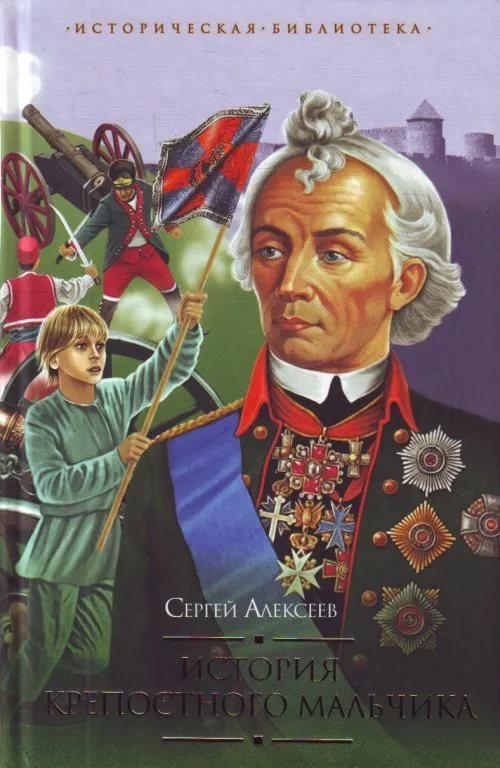 · ИСТОРИЧЕСКАЯ · БИБЛИОТЕКА ·
СЕРГЕЙ АЛЕКСЕЕВ
ИСТОРИЯ
КРЕПОСТНОГО МАЛЬЧИКА